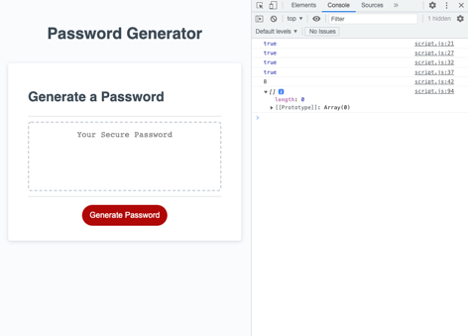 Password Generator
Generate a Password
Your Secure Password
Generate Password
Elements Console Sources »
top ▾ Filter 1 hidden
Default levels ▾ No Issues
true script.js:21
true script.js:27
true script.js:32
true script.js:37
8 script.js:42
▾ [] i script.js:94
length: 0
▸ [[Prototype]]: Array(0)
›